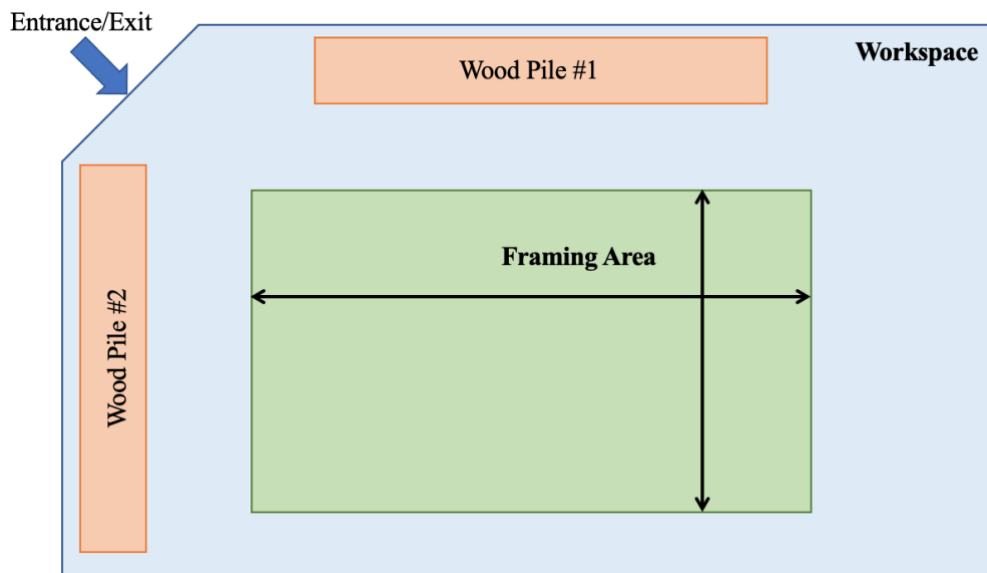 Entrance/Exit
Workspace
Wood Pile #1
Framing Area
Wood Pile #2